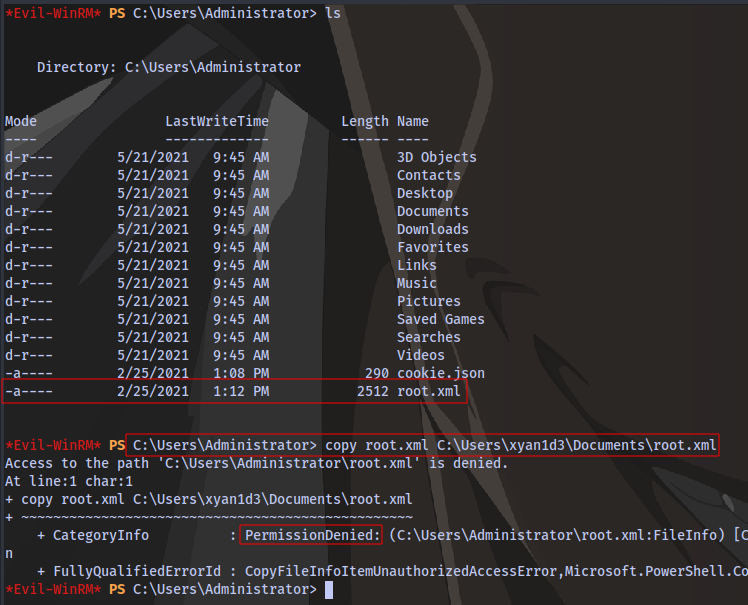 *Evil-WinRM* PS C:\Users\Administrator> ls
Directory: C:\Users\Administrator
Mode LastWriteTime Length Name
---- ------------- ------ ----
d-r--- 5/21/2021 9:45 AM 3D Objects
d-r--- 5/21/2021 9:45 AM Contacts
d-r--- 5/21/2021 9:45 AM Desktop
d-r--- 5/21/2021 9:45 AM Documents
d-r--- 5/21/2021 9:45 AM Downloads
d-r--- 5/21/2021 9:45 AM Favorites
d-r--- 5/21/2021 9:45 AM Links
d-r--- 5/21/2021 9:45 AM Music
d-r--- 5/21/2021 9:45 AM Pictures
d-r--- 5/21/2021 9:45 AM Saved Games
d-r--- 5/21/2021 9:45 AM Searches
d-r--- 5/21/2021 9:45 AM Videos
-a---- 2/25/2021 1:08 PM 290 cookie.json
-a---- 2/25/2021 1:12 PM 2512 root.xml
*Evil-WinRM* PS C:\Users\Administrator> copy root.xml C:\Users\xyan1d3\Documents\root.xml
Access to the path 'C:\Users\Administrator\root.xml' is denied.
At line:1 char:1
+ copy root.xml C:\Users\xyan1d3\Documents\root.xml
+ ~~~~~~~~~~~~~~~~~~~~~~~~~~~~~~~~~~~~~~~~~~~~~~~~~
+ CategoryInfo : PermissionDenied: (C:\Users\Administrator\root.xml:FileInfo) [C
n
+ FullyQualifiedErrorId : CopyFileInfoItemUnauthorizedAccessError,Microsoft.PowerShell.Co
*Evil-WinRM* PS C:\Users\Administrator>